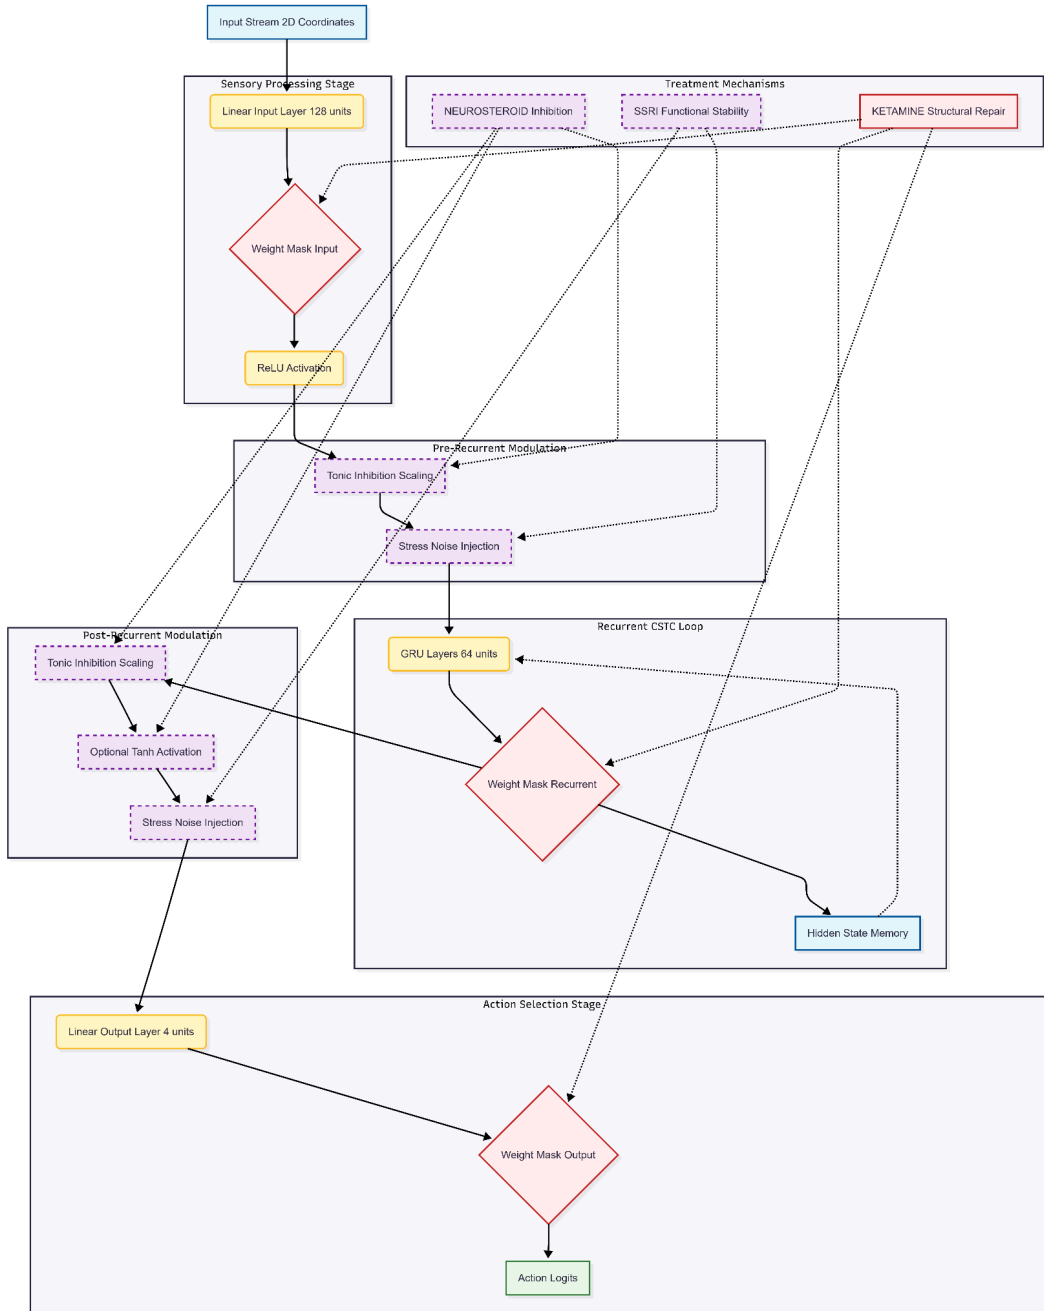 Input Stream 2D Coordinates
Sensory Processing Stage
Linear Input Layer 128 units
Weight Mask Input
ReLU Activation
Treatment Mechanisms
NEUROSTEROID Inhibition
SSRI Functional Stability
KETAMINE Structural Repair
Pre-Recurrent Modulation
Tonic Inhibition Scaling
Stress Noise Injection
Post-Recurrent Modulation
Tonic Inhibition Scaling
Optional Tanh Activation
Stress Noise Injection
Recurrent CSTC Loop
GRU Layers 64 units
Weight Mask Recurrent
Hidden State Memory
Action Selection Stage
Linear Output Layer 4 units
Weight Mask Output
Action Logits